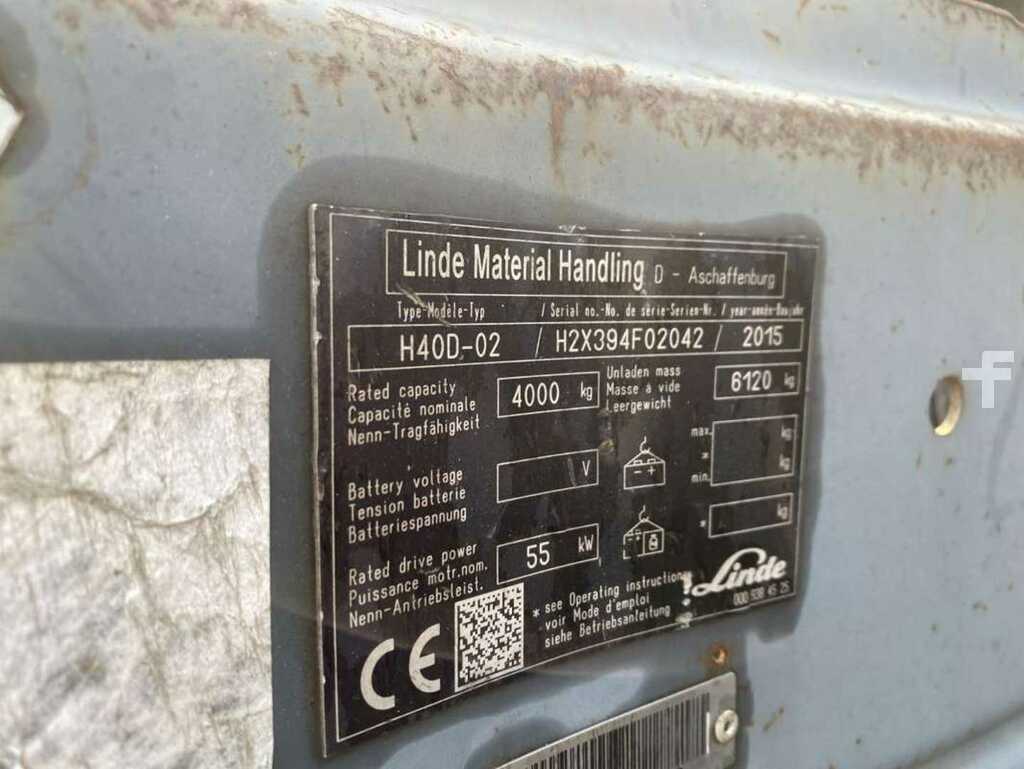 Linde Material Handling D - Aschaffenburg
Type-Modèle-Typ / Serial no.-No. de série-Serien-Nr. / year-année-Baujahr
H40D-02 / H2X394F02042 / 2015
Rated capacity
Capacité nominale
Nenn-Tragfähigkeit
4000 kg
Unladen mass
Masse à vide
Leergewicht
6120 kg
Battery voltage
Tension batterie
Batteriespannung
V
- +
max. kg
* kg
min.
Rated drive power
Puissance motr.nom.
Nenn-Antriebsleist.
55 kW
L
* kg
* see Operating instructions
voir Mode d'emploi
siehe Betriebsanleitung
Linde
000 938 45 25
CE
f